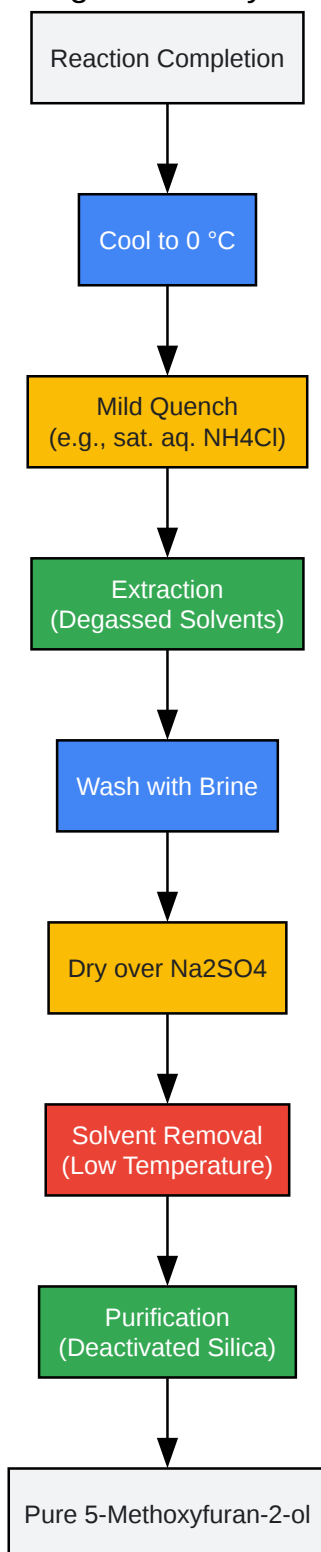 Reaction Completion
Cool to 0 °C
Mild Quench
(e.g., sat. aq. NH4Cl)
Extraction
(Degassed Solvents)
Wash with Brine
Dry over Na2SO4
Solvent Removal
(Low Temperature)
Purification
(Deactivated Silica)
Pure 5-Methoxyfuran-2-ol